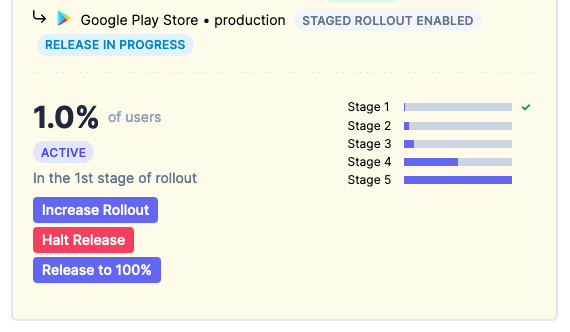 Google Play Store • production STAGED ROLLOUT ENABLED
RELEASE IN PROGRESS
1.0% of users
ACTIVE
In the 1st stage of rollout
Increase Rollout
Halt Release
Release to 100%
Stage 1
Stage 2
Stage 3
Stage 4
Stage 5